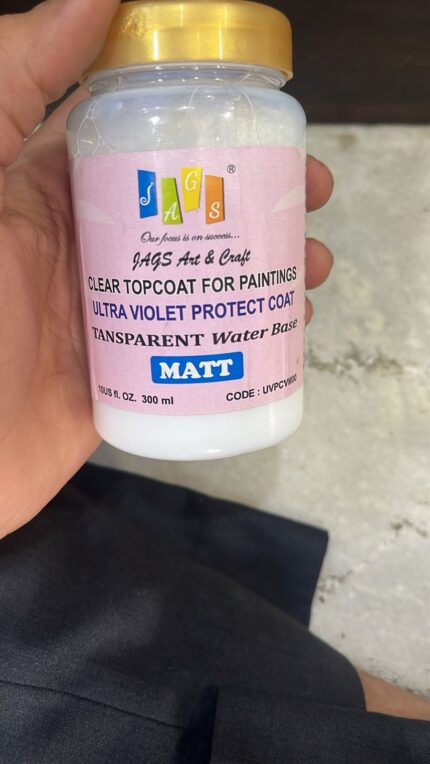 JAGS ®
Our focus is on success...
JAGS Art & Craft
CLEAR TOPCOAT FOR PAINTINGS
ULTRA VIOLET PROTECT COAT
TANSPARENT Water Base
MATT
10US fl. OZ. 300 ml CODE : UVPCVM00